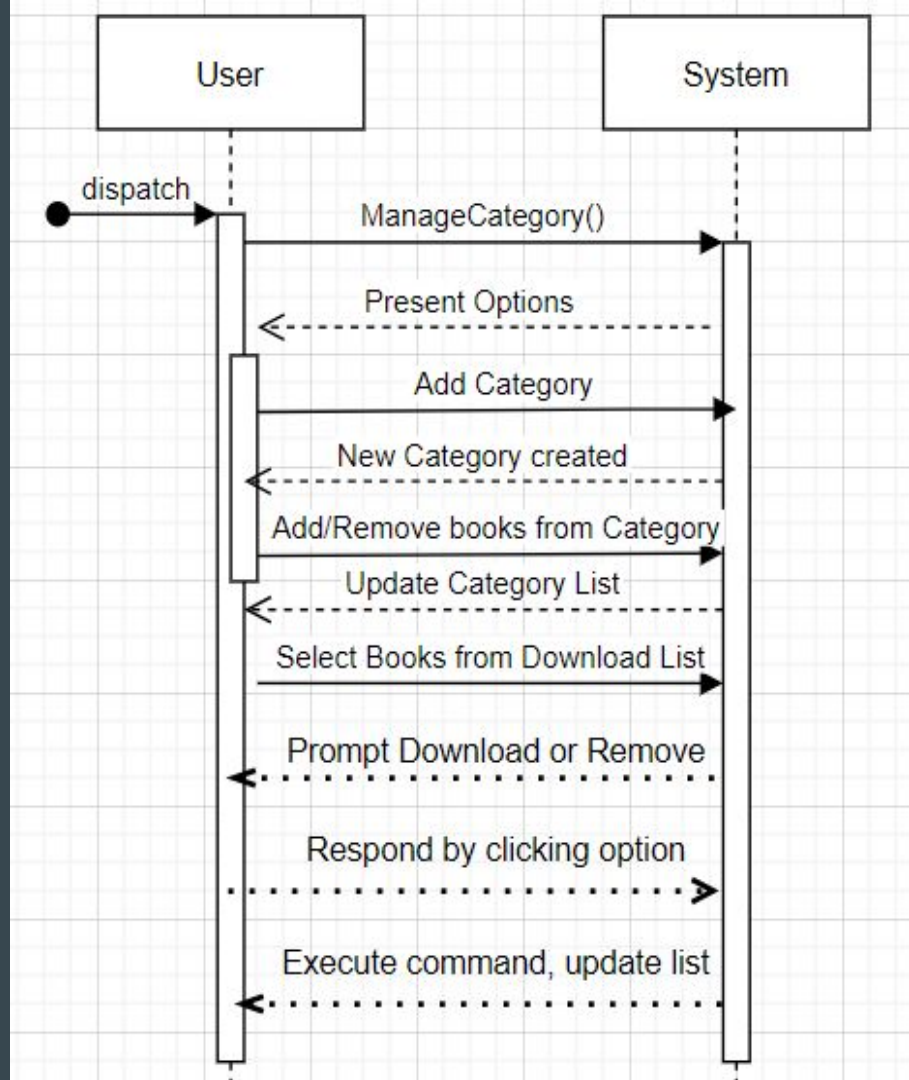 User
System
dispatch
ManageCategory()
Present Options
Add Category
New Category created
Add/Remove books from Category
Update Category List
Select Books from Download List
Prompt Download or Remove
Respond by clicking option
Execute command, update list